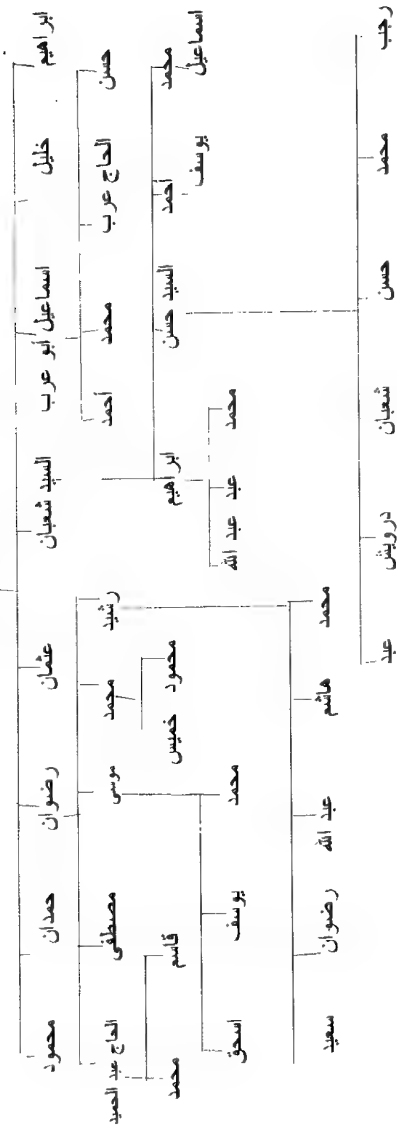 ابراهيم خليل اسماعيل أبو عرب السيد شعبان عثمان رضوان حمدان محمود
حسن الحاج عرب محمد أحمد رشيد محمد موسى مصطفى الحاج عبد الحميد
محمد أحمد السيد حسن ابراهيم محمود خميس قاسم محمد
اسماعيل يوسف محمد عبد عبد الله محمد يوسف اسحق
محمد هاشم عبد الله رضوان سعيد
رجب محمد حسن شعبان درويش عبد